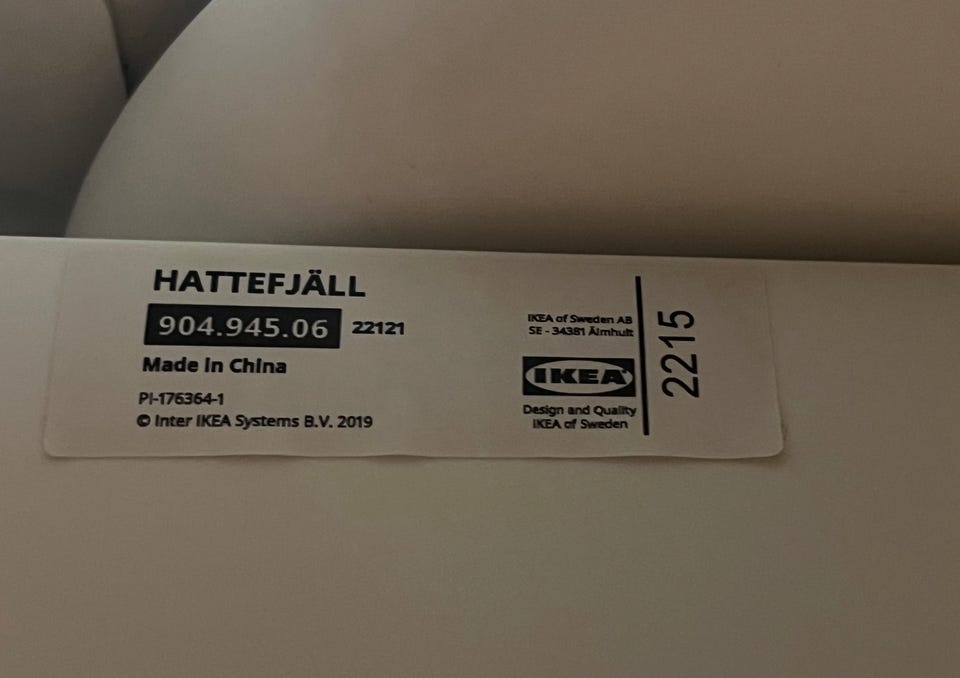 HATTEFJÄLL
904.945.06 22121
Made in China
PI-176364-1
© Inter IKEA Systems B.V. 2019
IKEA of Sweden AB
SE - 34381 Älmhult
IKEA
Design and Quality
IKEA of Sweden
2215